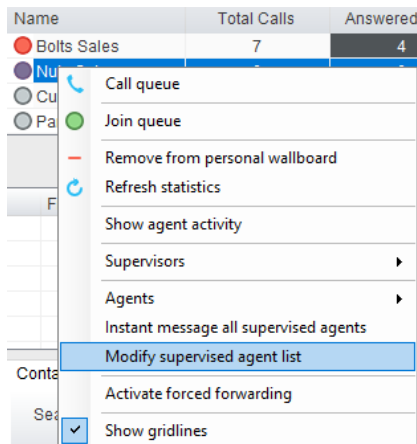 Name Total Calls Answered
Bolts Sales 7 4
Call queue
Join queue
Remove from personal wallboard
Refresh statistics
Show agent activity
Supervisors
Agents
Instant message all supervised agents
Modify supervised agent list
Activate forced forwarding
Show gridlines